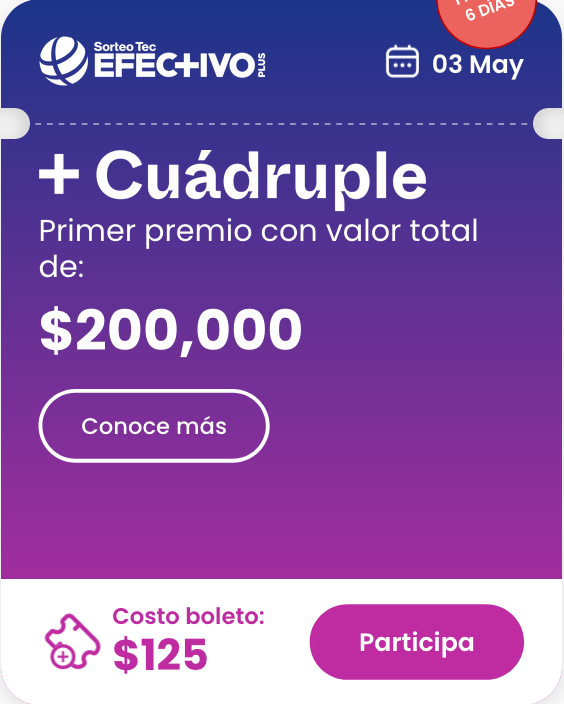 6 DÍAS
Sorteo Tec
EFECTIVO PLUS
03 May
+ Cuádruple
Primer premio con valor total
de:
$200,000
Conoce más
Costo boleto:
$125
Participa